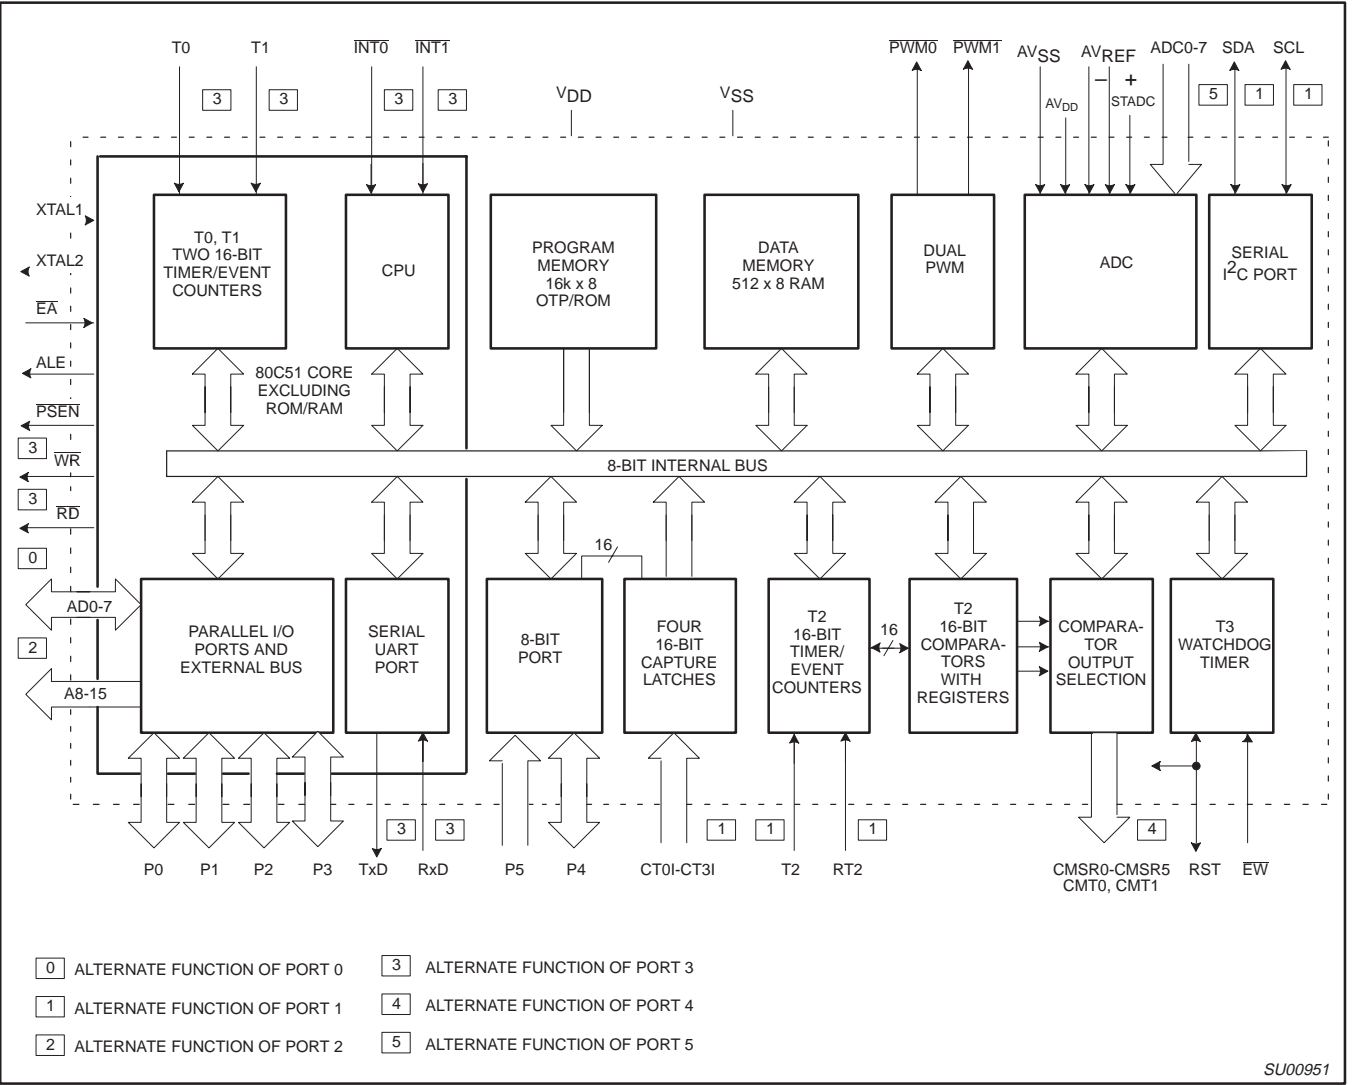 T0 T1 INT0 INT1 PWM0 PWM1 AVSS AVREF ADC0-7 SDA SCL
– +
3 3 3 3 VDD VSS AVDD STADC 5 1 1
XTAL1
XTAL2
EA
ALE
PSEN
3
WR
3
RD
0
AD0-7
2
A8-15
T0, T1
TWO 16-BIT
TIMER/EVENT
COUNTERS
CPU
PROGRAM
MEMORY
16k x 8
OTP/ROM
DATA
MEMORY
512 x 8 RAM
DUAL
PWM
ADC
SERIAL
I2C PORT
80C51 CORE
EXCLUDING
ROM/RAM
8-BIT INTERNAL BUS
PARALLEL I/O
PORTS AND
EXTERNAL BUS
SERIAL
UART
PORT
8-BIT
PORT
16
FOUR
16-BIT
CAPTURE
LATCHES
T2
16-BIT
TIMER/
EVENT
COUNTERS
16
T2
16-BIT
COMPARA-
TORS
WITH
REGISTERS
COMPARA-
TOR
OUTPUT
SELECTION
T3
WATCHDOG
TIMER
3 3 1 1 1 4
P0 P1 P2 P3 TxD RxD P5 P4 CT0I-CT3I T2 RT2 CMSR0-CMSR5 RST EW
CMT0, CMT1
0 ALTERNATE FUNCTION OF PORT 0
1 ALTERNATE FUNCTION OF PORT 1
2 ALTERNATE FUNCTION OF PORT 2
3 ALTERNATE FUNCTION OF PORT 3
4 ALTERNATE FUNCTION OF PORT 4
5 ALTERNATE FUNCTION OF PORT 5
SU00951